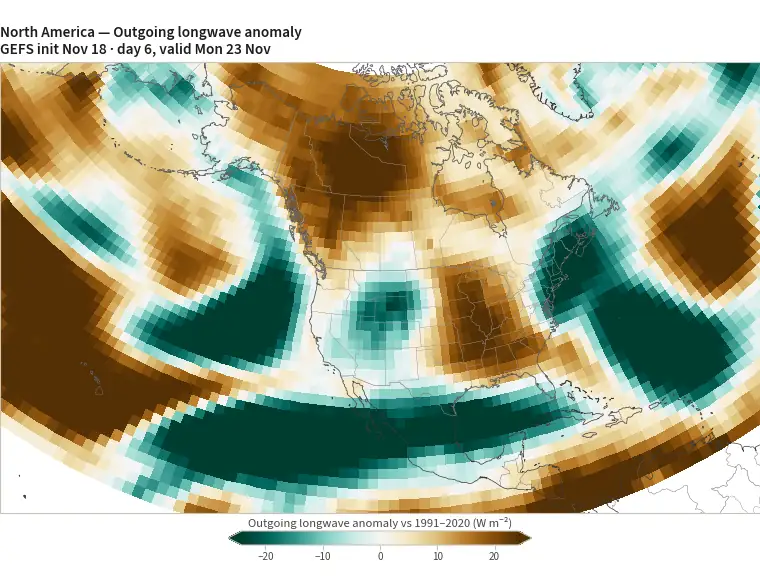 North America — Outgoing longwave anomaly
GEFS init Nov 18 · day 6, valid Mon 23 Nov
Outgoing longwave anomaly vs 1991–2020 (W m⁻²)
−20 −10 0 10 20